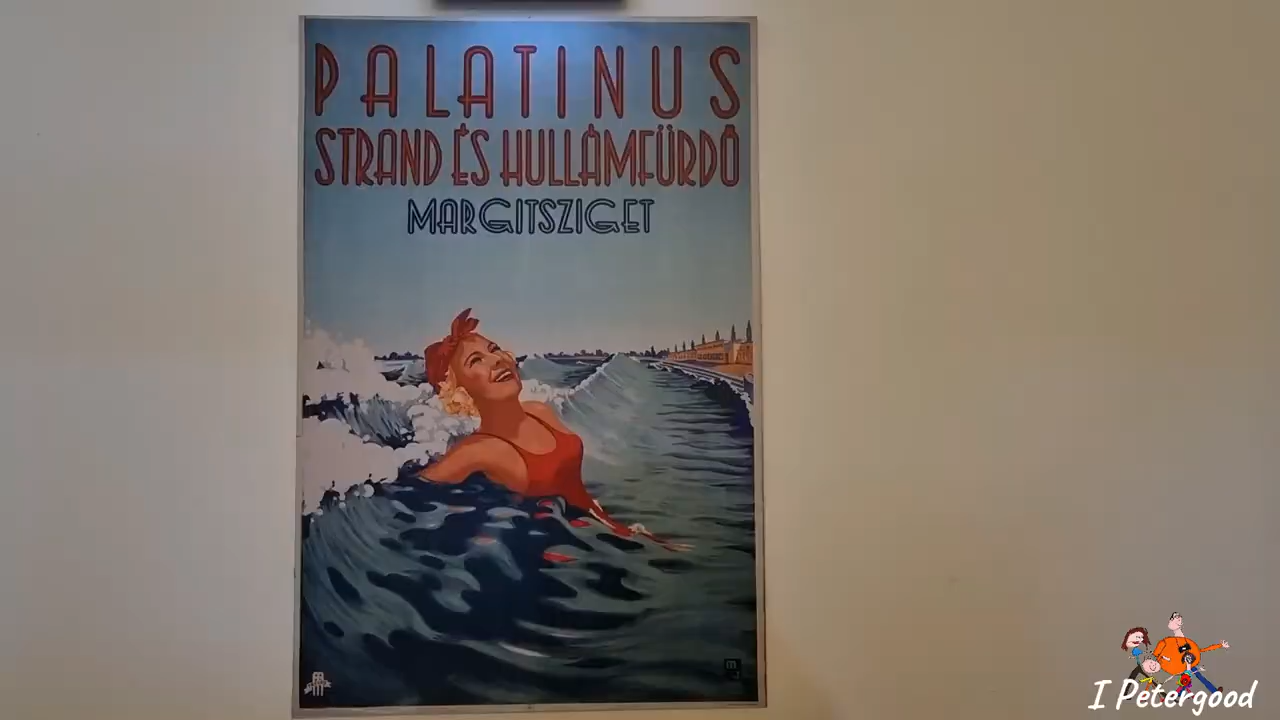 PALATINUS
STRAND ÉS HULLÁMFÜRDŐ
MARGITSZIGET
I Petergood